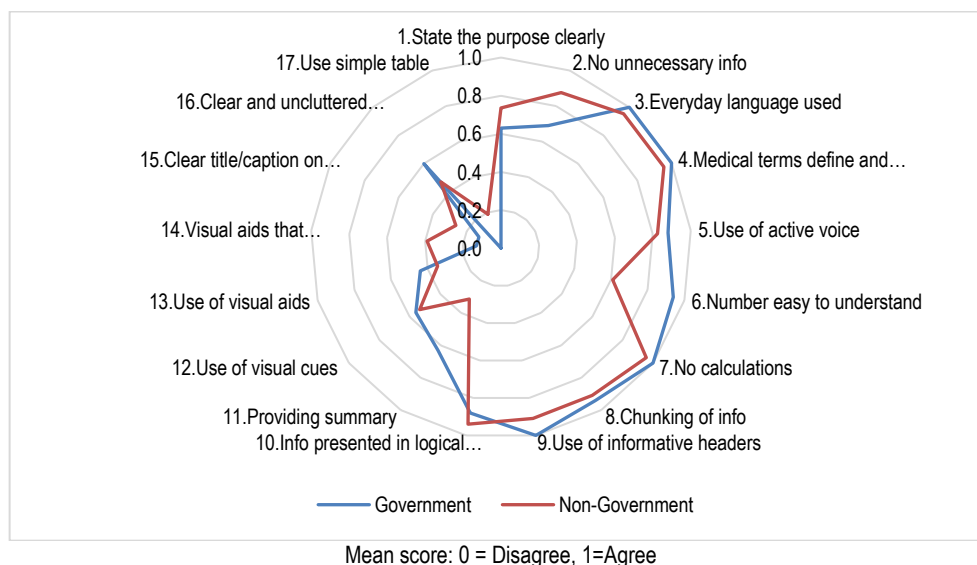 1.State the purpose clearly
2.No unnecessary info
3.Everyday language used
4.Medical terms define and…
5.Use of active voice
6.Number easy to understand
7.No calculations
8.Chunking of info
9.Use of informative headers
10.Info presented in logical…
11.Providing summary
12.Use of visual cues
13.Use of visual aids
14.Visual aids that…
15.Clear title/caption on…
16.Clear and uncluttered…
17.Use simple table
1.0
0.8
0.6
0.4
0.2
0.0
Government
Non-Government
Mean score: 0 = Disagree, 1=Agree